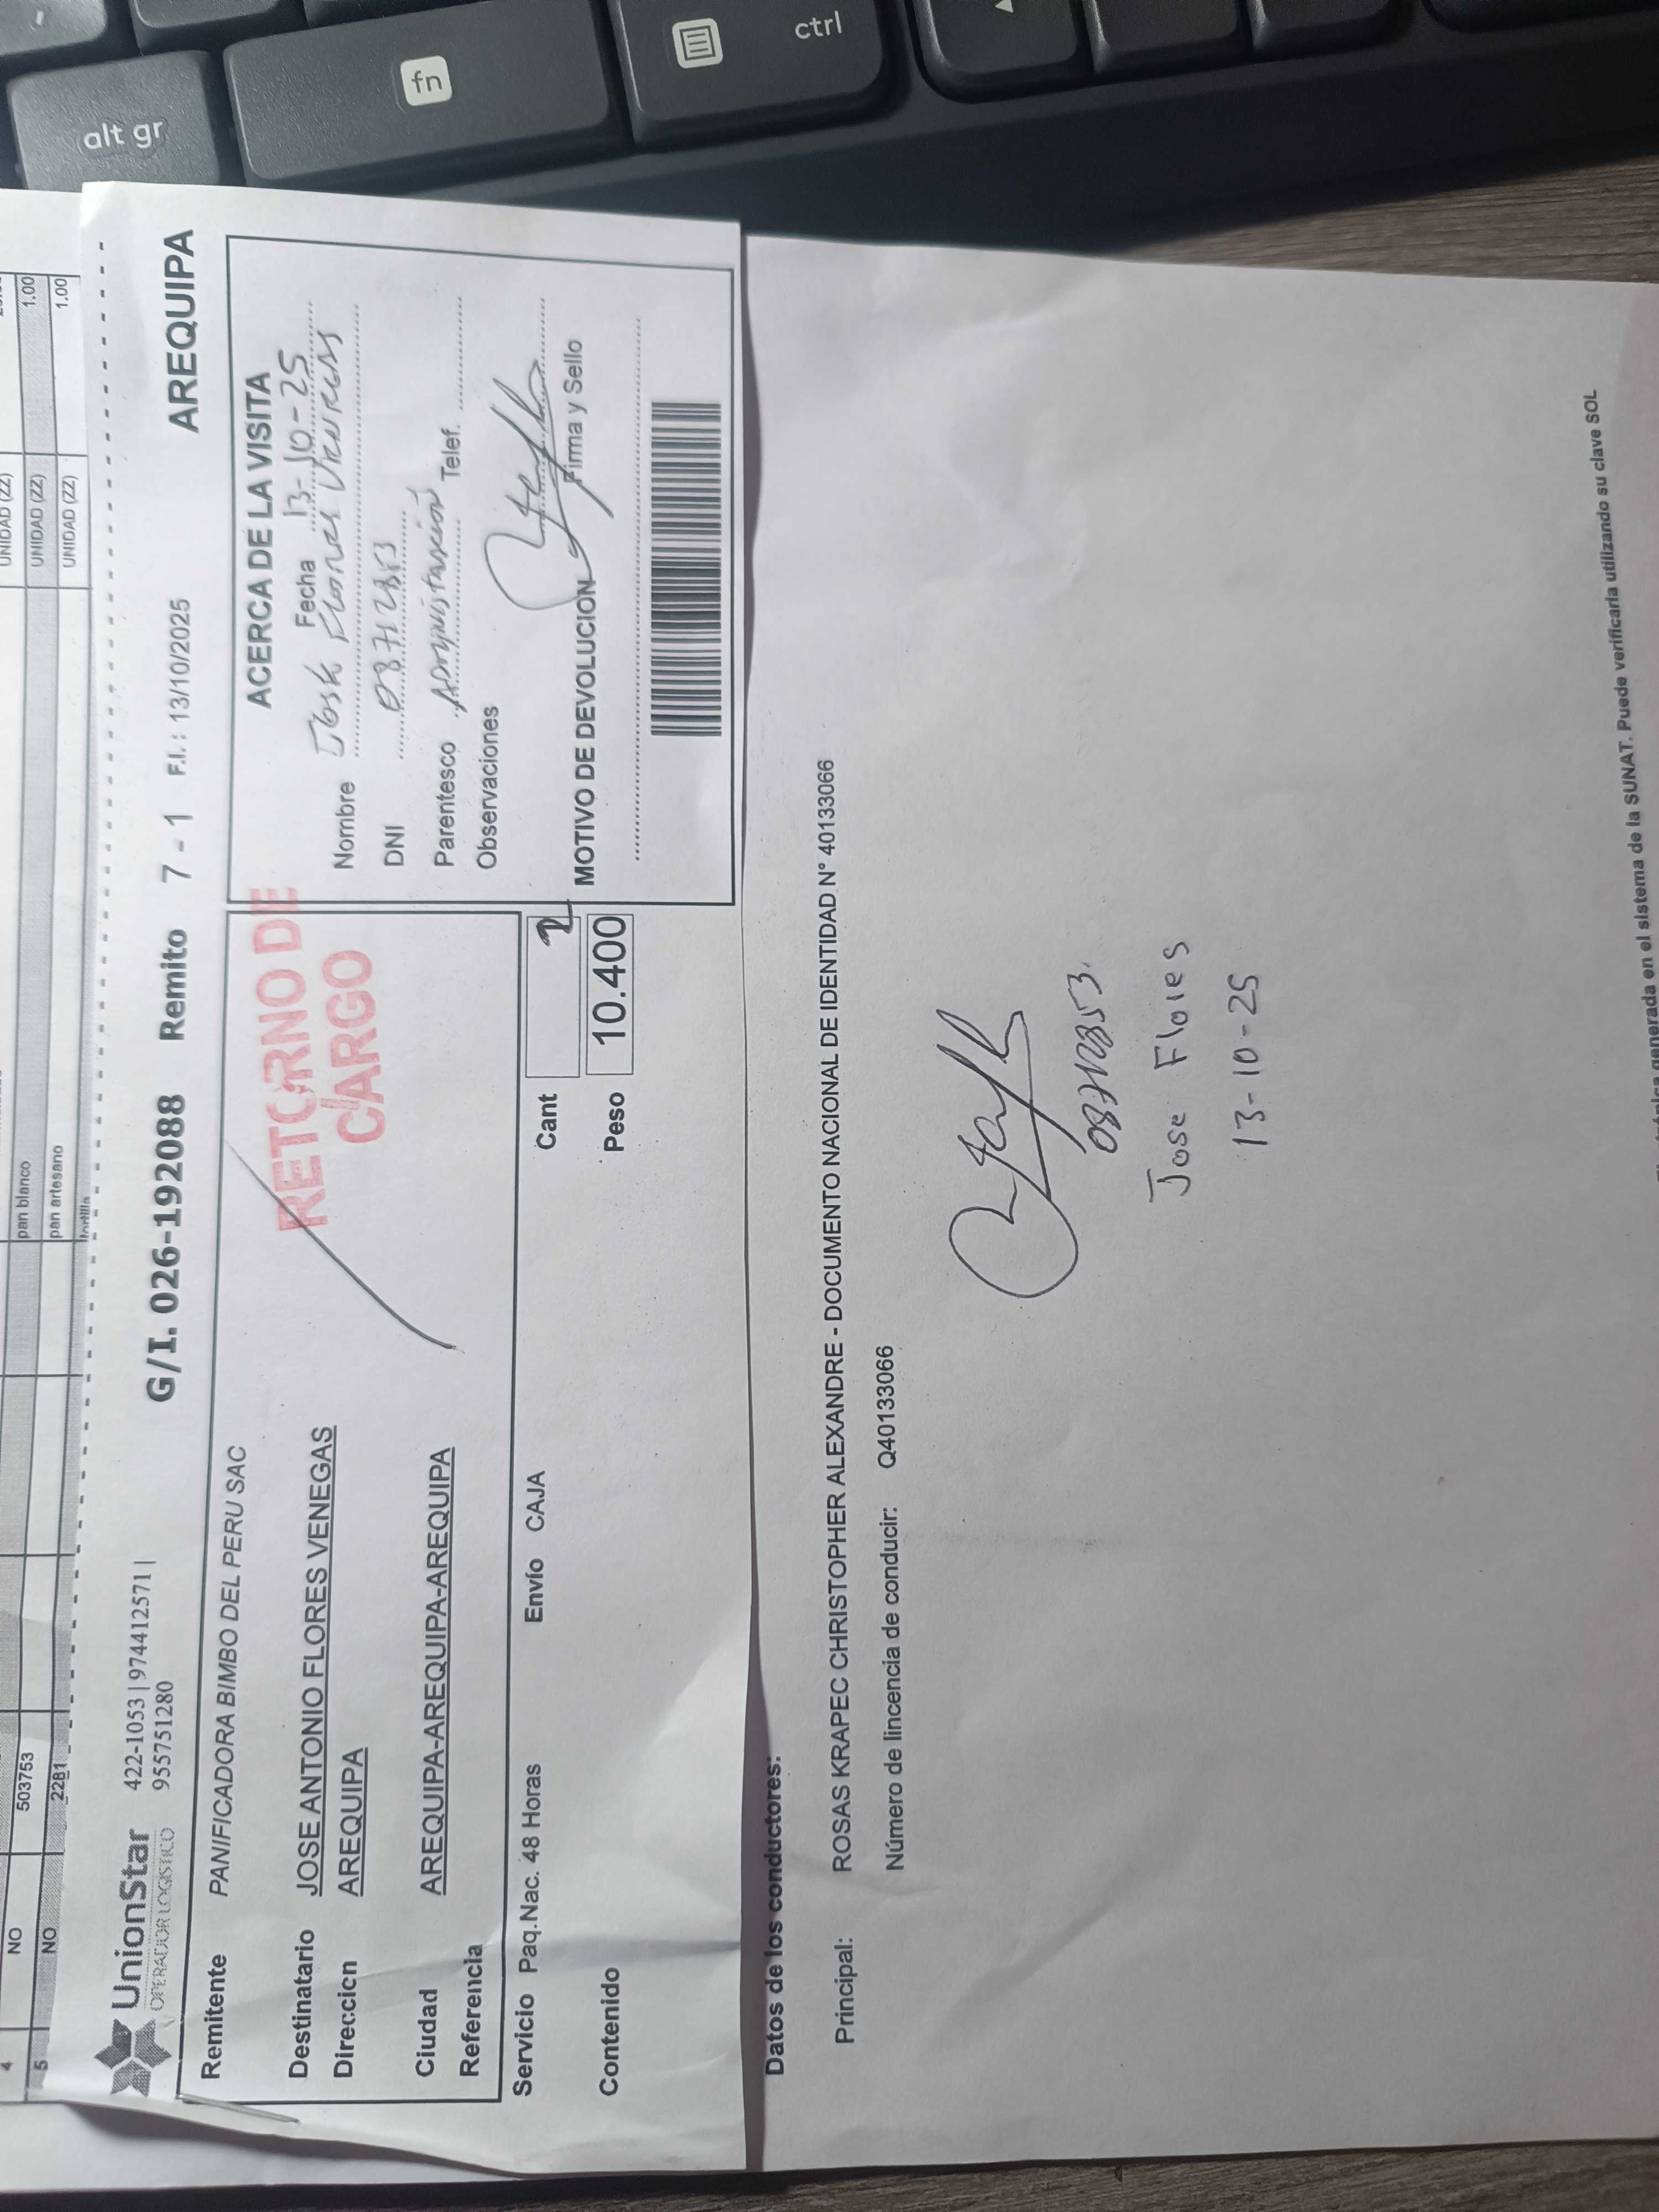 alt gr
fn
ctrl
UNIDAD (ZZ)
4 NO 503753 pan blanco UNIDAD (ZZ) 1.00
5 NO 2281 pan artesano UNIDAD (ZZ) 1.00
tortilla
UnionStar
OPERADOR LOGISTICO
422-1053 | 974412571 |
955751280
G/I. 026-192088 Remito 7 - 1 F.I.: 13/10/2025 AREQUIPA
Remitente PANIFICADORA BIMBO DEL PERU SAC
Destinatario JOSE ANTONIO FLORES VENEGAS
Direccion AREQUIPA
Ciudad AREQUIPA-AREQUIPA-AREQUIPA
Referencia
Servicio Paq.Nac. 48 Horas Envío CAJA Cant 2
Contenido Peso 10.400
RETORNO DE
CARGO
ACERCA DE LA VISITA
Fecha 13-10-25
Nombre José Flores Venegas
DNI
Parentesco Telef.
Observaciones
Firma y Sello
MOTIVO DE DEVOLUCION
Datos de los conductores:
Principal: ROSAS KRAPEC CHRISTOPHER ALEXANDRE - DOCUMENTO NACIONAL DE IDENTIDAD N° 40133066
Número de lincencia de conducir: Q40133066
Jose Flores
13-10-25
generada en el sistema de la SUNAT. Puede verificarla utilizando su clave SOL